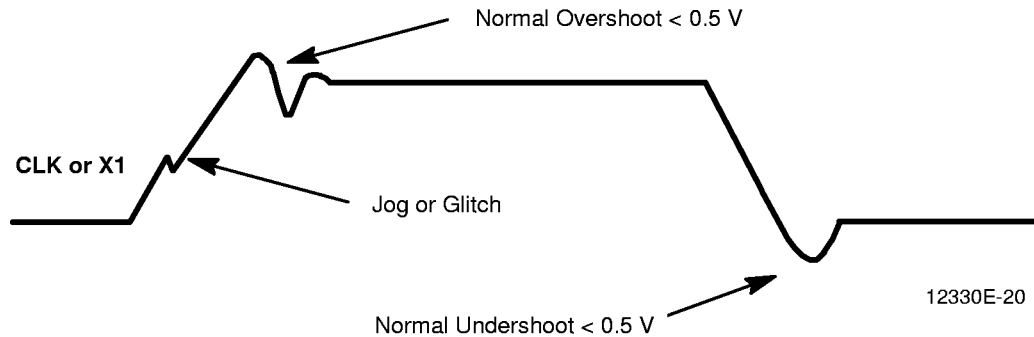 Normal Overshoot < 0.5 V
CLK or X1
Jog or Glitch
12330E-20
Normal Undershoot < 0.5 V